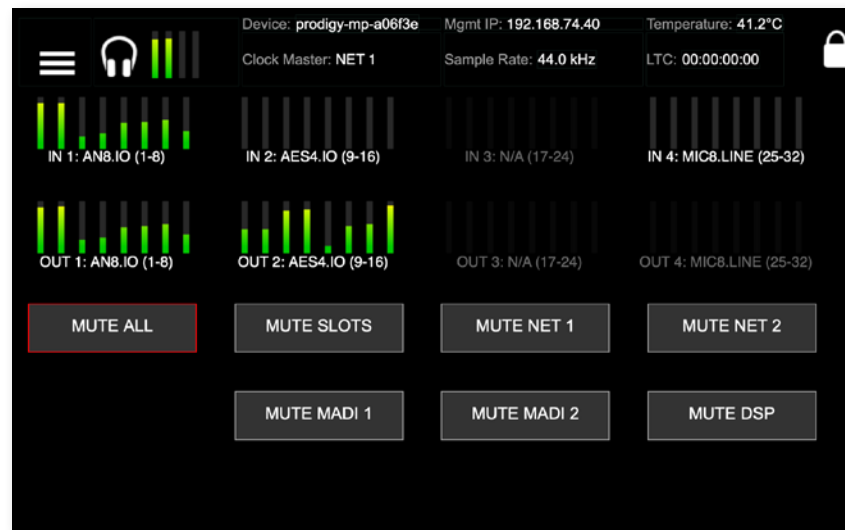 Device: prodigy-mp-a06f3e Mgmt IP: 192.168.74.40 Temperature: 41.2°C
Clock Master: NET 1 Sample Rate: 44.0 kHz LTC: 00:00:00:00
IN 1: AN8.IO (1-8) IN 2: AES4.IO (9-16) IN 3: N/A (17-24) IN 4: MIC8.LINE (25-32)
OUT 1: AN8.IO (1-8) OUT 2: AES4.IO (9-16) OUT 3: N/A (17-24) OUT 4: MIC8.LINE (25-32)
MUTE ALL MUTE SLOTS MUTE NET 1 MUTE NET 2
MUTE MADI 1 MUTE MADI 2 MUTE DSP